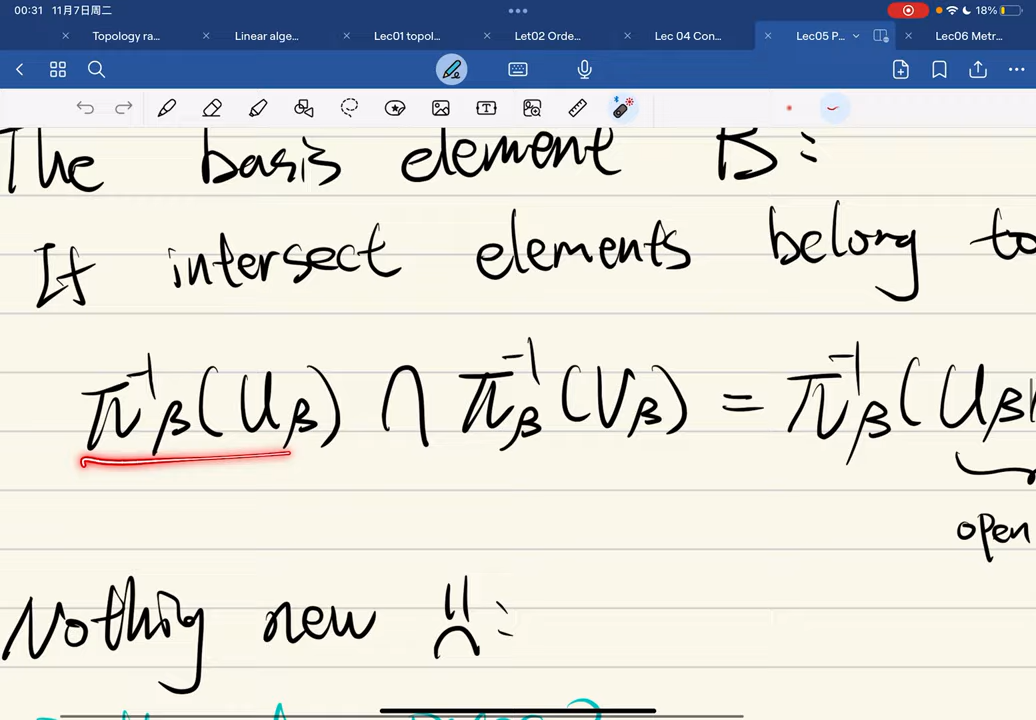 00:31 11月7日周二
18%
Topology ra...
Linear alge...
Lec01 topol...
Let02 Orde...
Lec 04 Con...
Lec05 P...
Lec06 Metr...
The basis element B:
If intersect elements belong to
π⁻¹β(Uβ) ∩ π⁻¹β(Vβ) = π⁻¹β(Uβ
open
Nothing new :